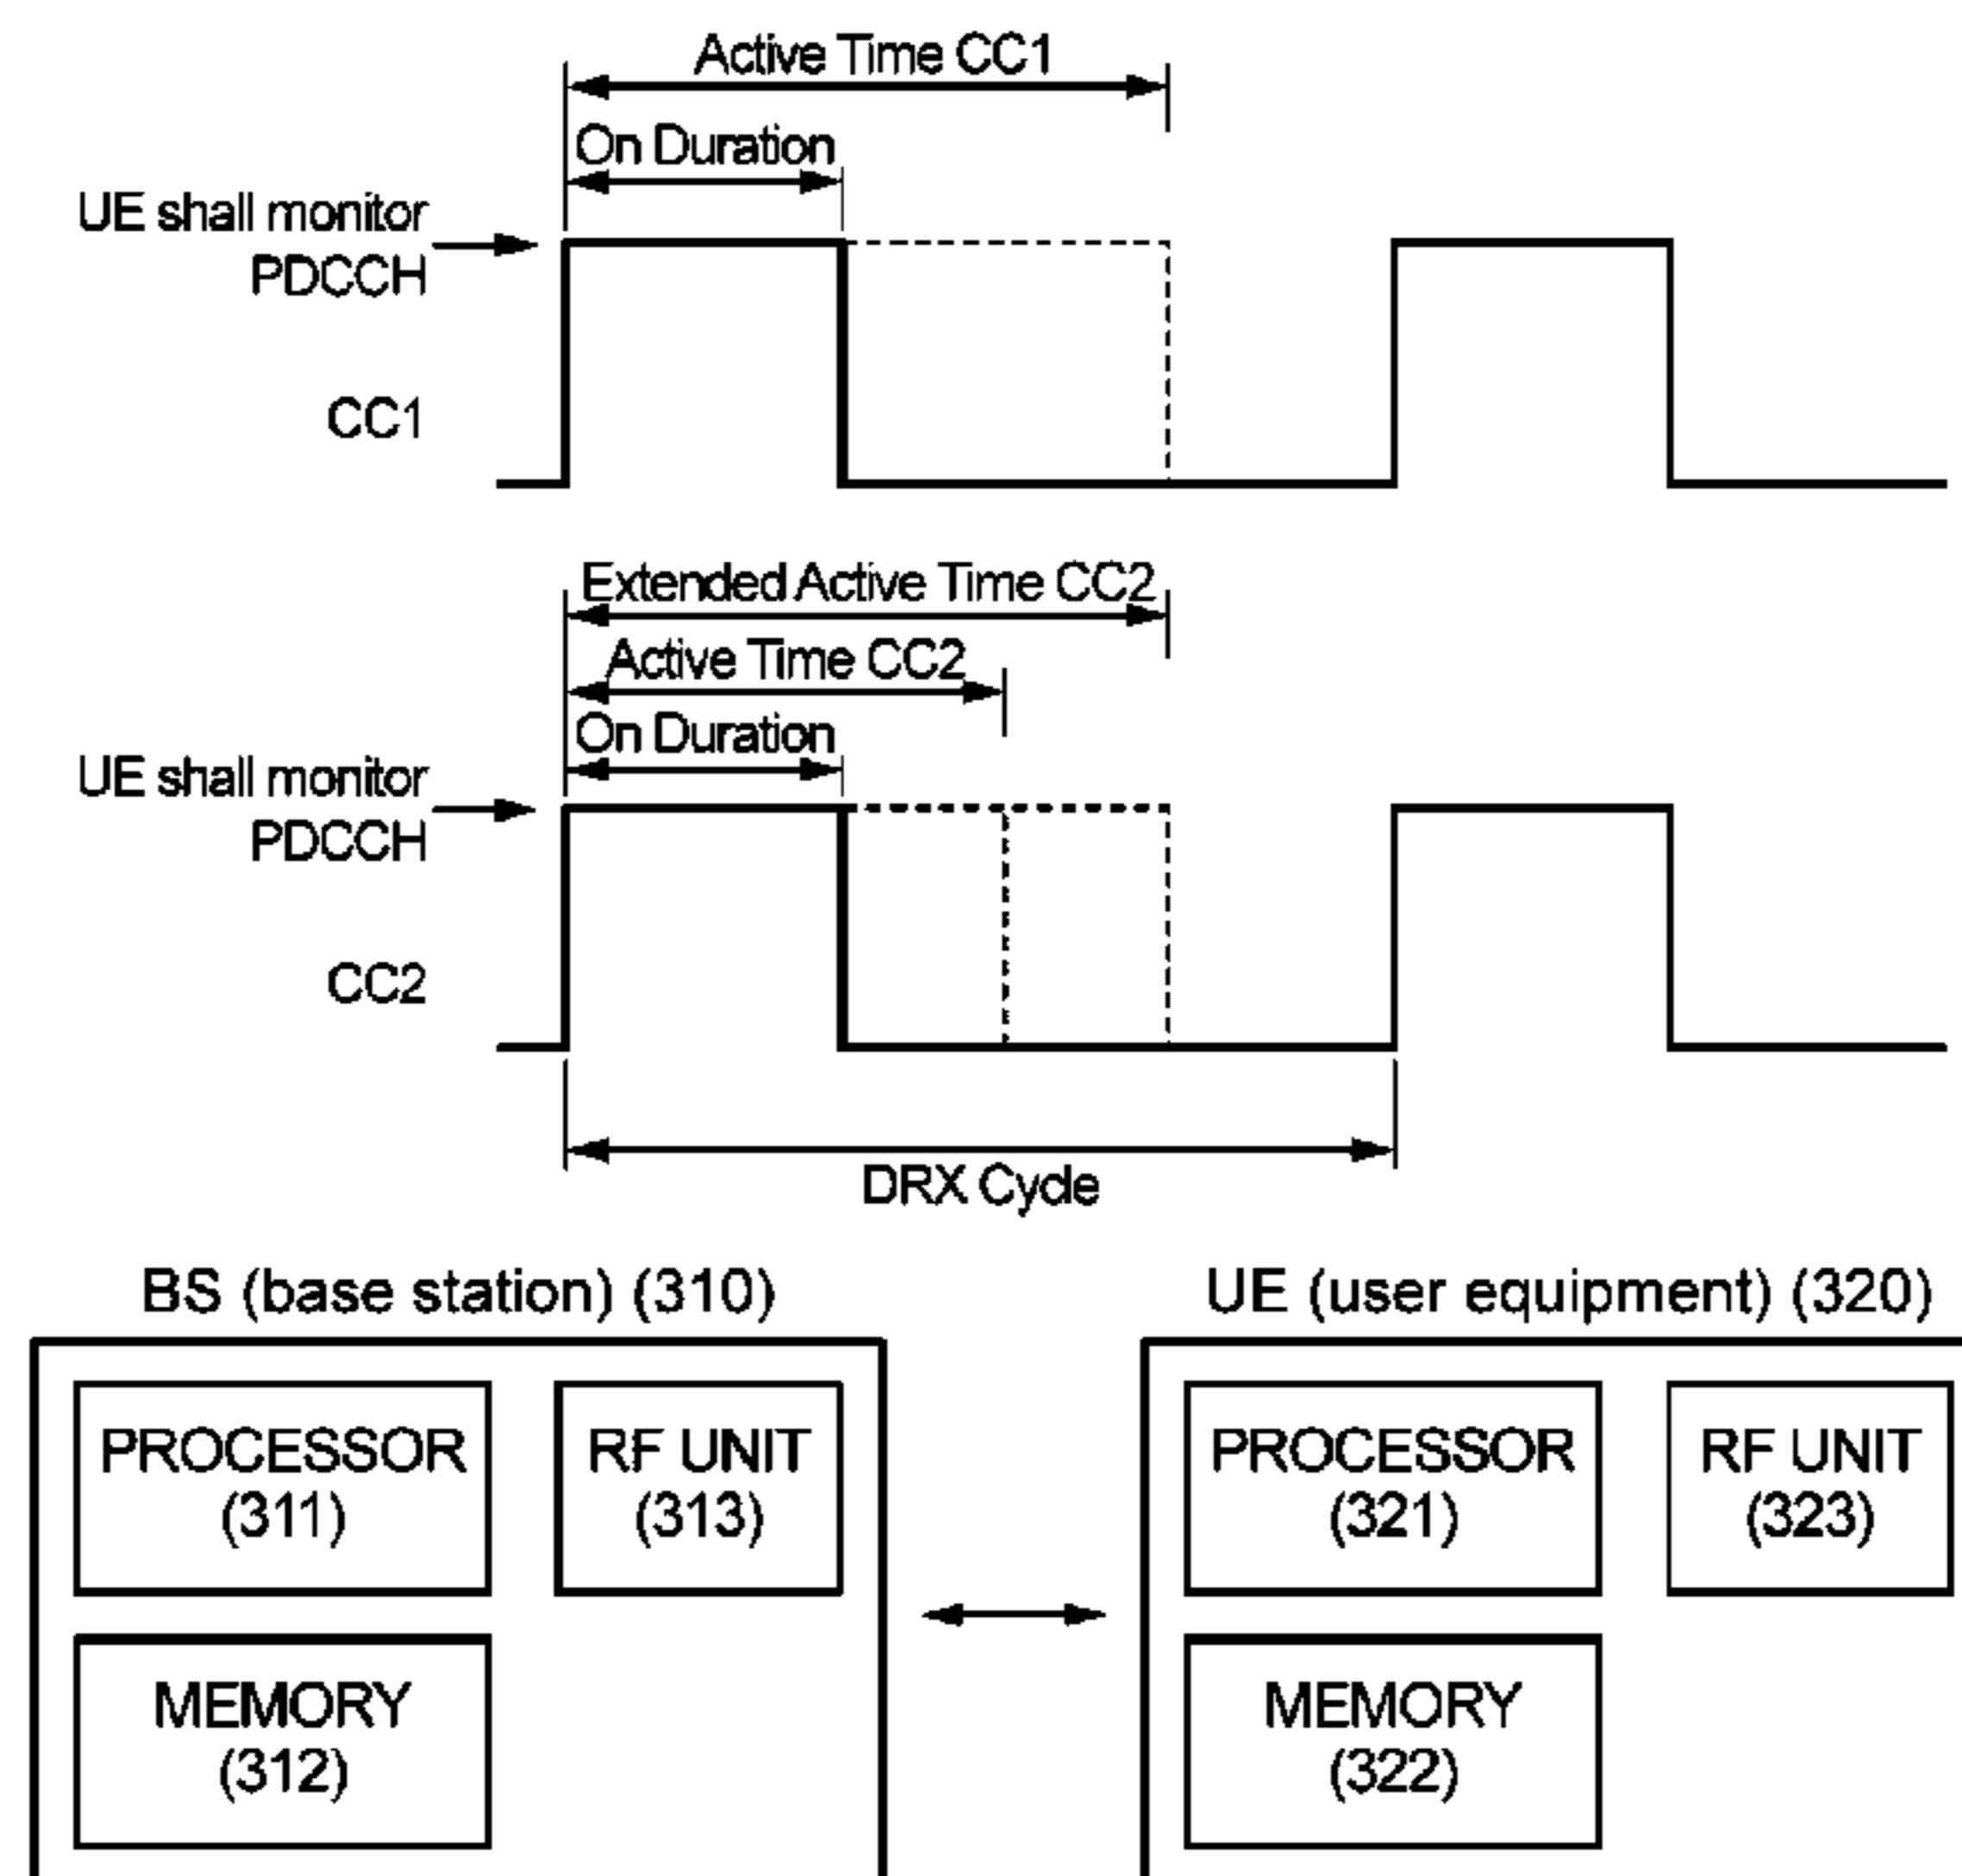 Active Time CC1
On Duration
UE shall monitor
PDCCH
CC1
Extended Active Time CC2
Active Time CC2
On Duration
UE shall monitor
PDCCH
CC2
DRX Cycle
BS (base station) (310)
UE (user equipment) (320)
PROCESSOR
(311)
RF UNIT
(313)
PROCESSOR
(321)
RF UNIT
(323)
MEMORY
(312)
MEMORY
(322)